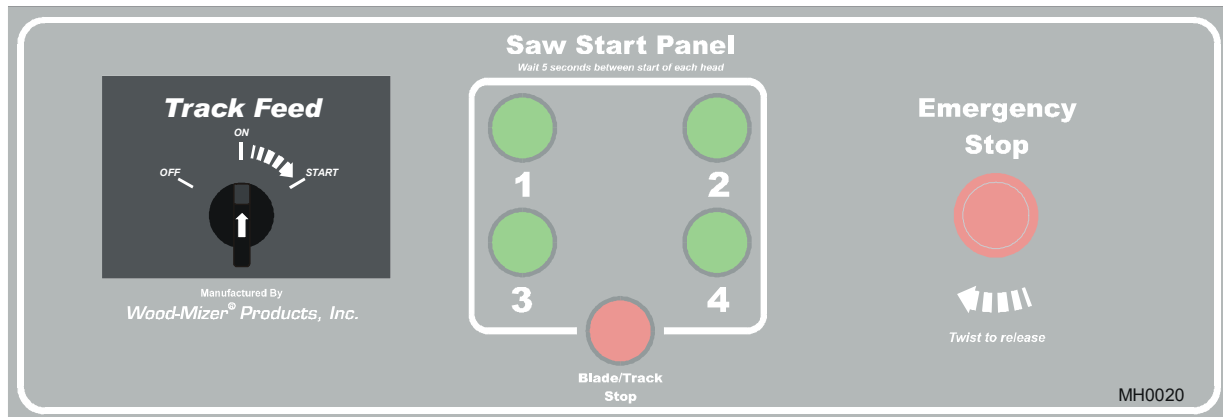 Saw Start Panel
Wait 5 seconds between start of each head
Track Feed
ON
OFF
START
Manufactured By
Wood-Mizer® Products, Inc.
1
2
3
4
Blade/Track
Stop
Emergency
Stop
Twist to release
MH0020